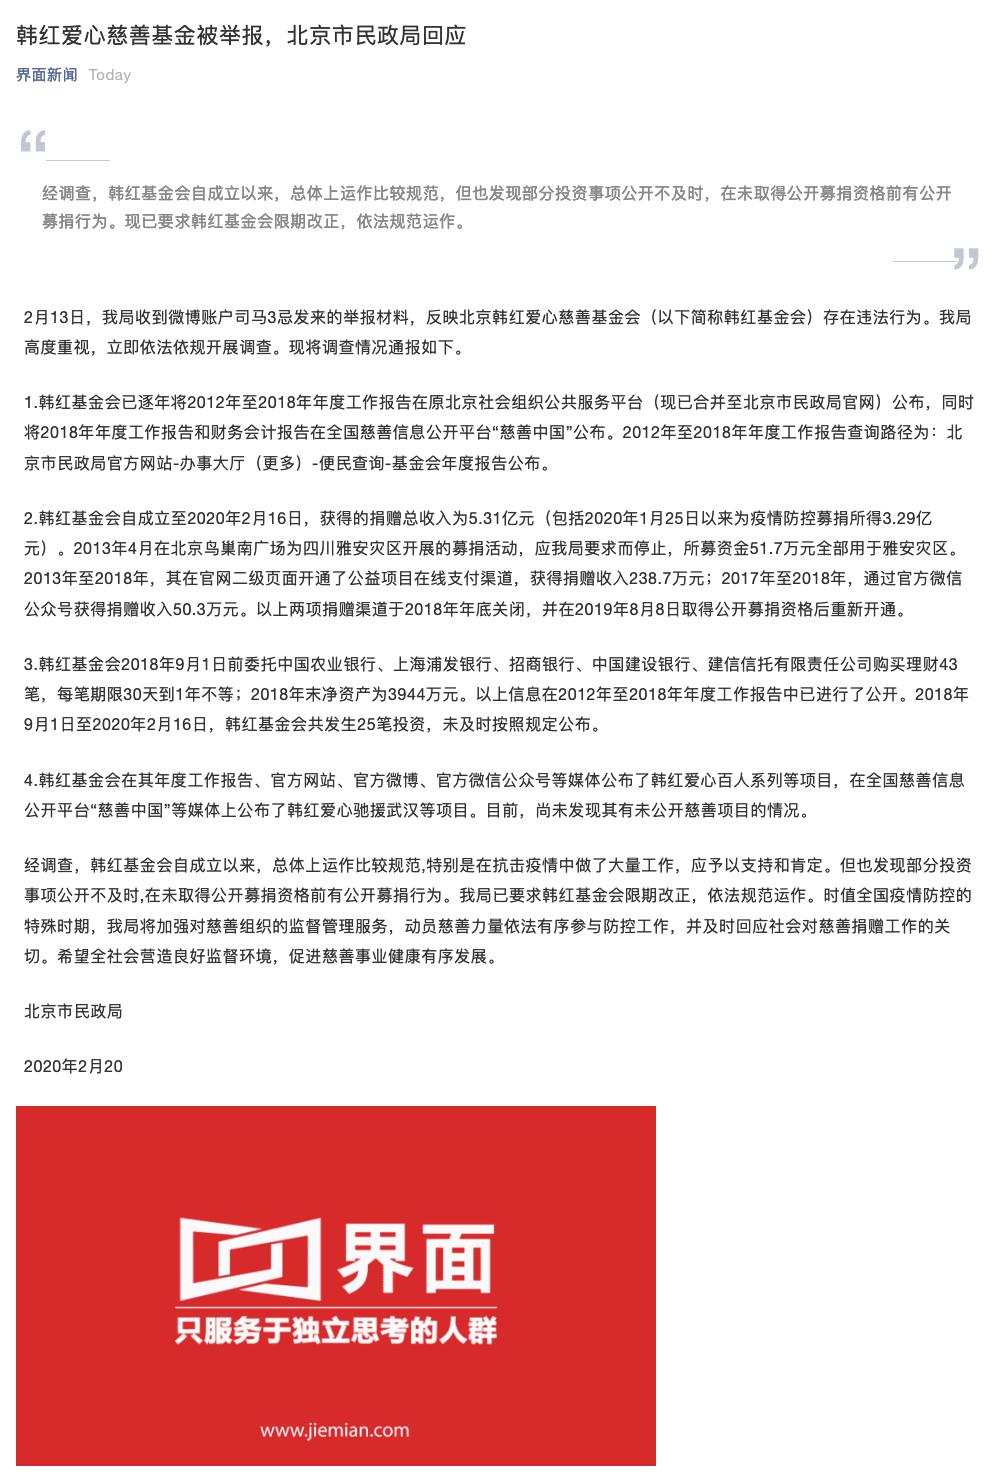 韩红爱心慈善基金被举报，北京市民政局回应
界面新闻 Today
“
经调查，韩红基金会自成立以来，总体上运作比较规范，但也发现部分投资事项公开不及时，在未取得公开募捐资格前有公开
募捐行为。现已要求韩红基金会限期改正，依法规范运作。
”
2月13日，我局收到微博账户司马3忌发来的举报材料，反映北京韩红爱心慈善基金会（以下简称韩红基金会）存在违法行为。我局
高度重视，立即依法依规开展调查。现将调查情况通报如下。
1.韩红基金会已逐年将2012年至2018年年度工作报告在原北京社会组织公共服务平台（现已合并至北京市民政局官网）公布，同时
将2018年年度工作报告和财务会计报告在全国慈善信息公开平台“慈善中国”公布。2012年至2018年年度工作报告查询路径为：北
京市民政局官方网站-办事大厅（更多）-便民查询-基金会年度报告公布。
2.韩红基金会自成立至2020年2月16日，获得的捐赠总收入为5.31亿元（包括2020年1月25日以来为疫情防控募捐所得3.29亿
元）。2013年4月在北京鸟巢南广场为四川雅安灾区开展的募捐活动，应我局要求而停止，所募资金51.7万元全部用于雅安灾区。
2013年至2018年，其在官网二级页面开通了公益项目在线支付渠道，获得捐赠收入238.7万元；2017年至2018年，通过官方微信
公众号获得捐赠收入50.3万元。以上两项捐赠渠道于2018年年底关闭，并在2019年8月8日取得公开募捐资格后重新开通。
3.韩红基金会2018年9月1日前委托中国农业银行、上海浦发银行、招商银行、中国建设银行、建信信托有限责任公司购买理财43
笔，每笔期限30天到1年不等；2018年末净资产为3944万元。以上信息在2012年至2018年年度工作报告中已进行了公开。2018年
9月1日至2020年2月16日，韩红基金会共发生25笔投资，未及时按照规定公布。
4.韩红基金会在其年度工作报告、官方网站、官方微博、官方微信公众号等媒体公布了韩红爱心百人系列等项目，在全国慈善信息
公开平台“慈善中国”等媒体上公布了韩红爱心驰援武汉等项目。目前，尚未发现其有未公开慈善项目的情况。
经调查，韩红基金会自成立以来，总体上运作比较规范,特别是在抗击疫情中做了大量工作，应予以支持和肯定。但也发现部分投资
事项公开不及时,在未取得公开募捐资格前有公开募捐行为。我局已要求韩红基金会限期改正，依法规范运作。时值全国疫情防控的
特殊时期，我局将加强对慈善组织的监督管理服务，动员慈善力量依法有序参与防控工作，并及时回应社会对慈善捐赠工作的关
切。希望全社会营造良好监督环境，促进慈善事业健康有序发展。
北京市民政局
2020年2月20
界面
只服务于独立思考的人群
www.jiemian.com